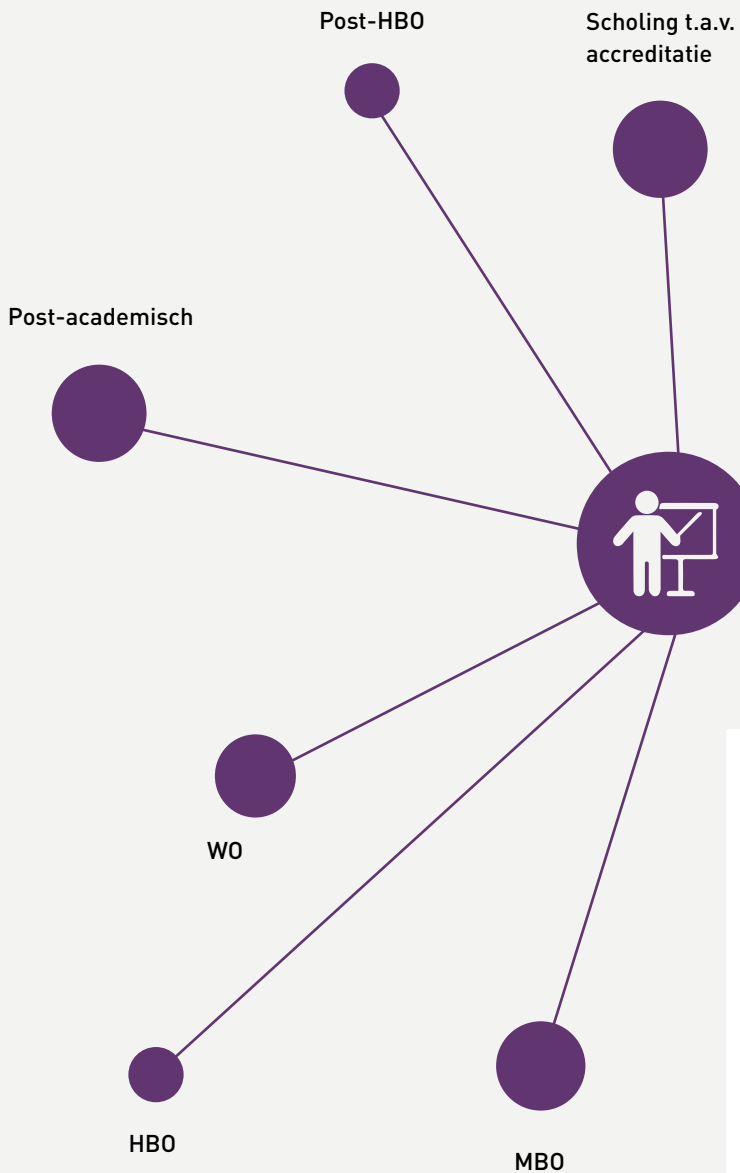 Post-HBO
Scholing t.a.v.
accreditatie
Post-academisch
WO
HBO
MBO